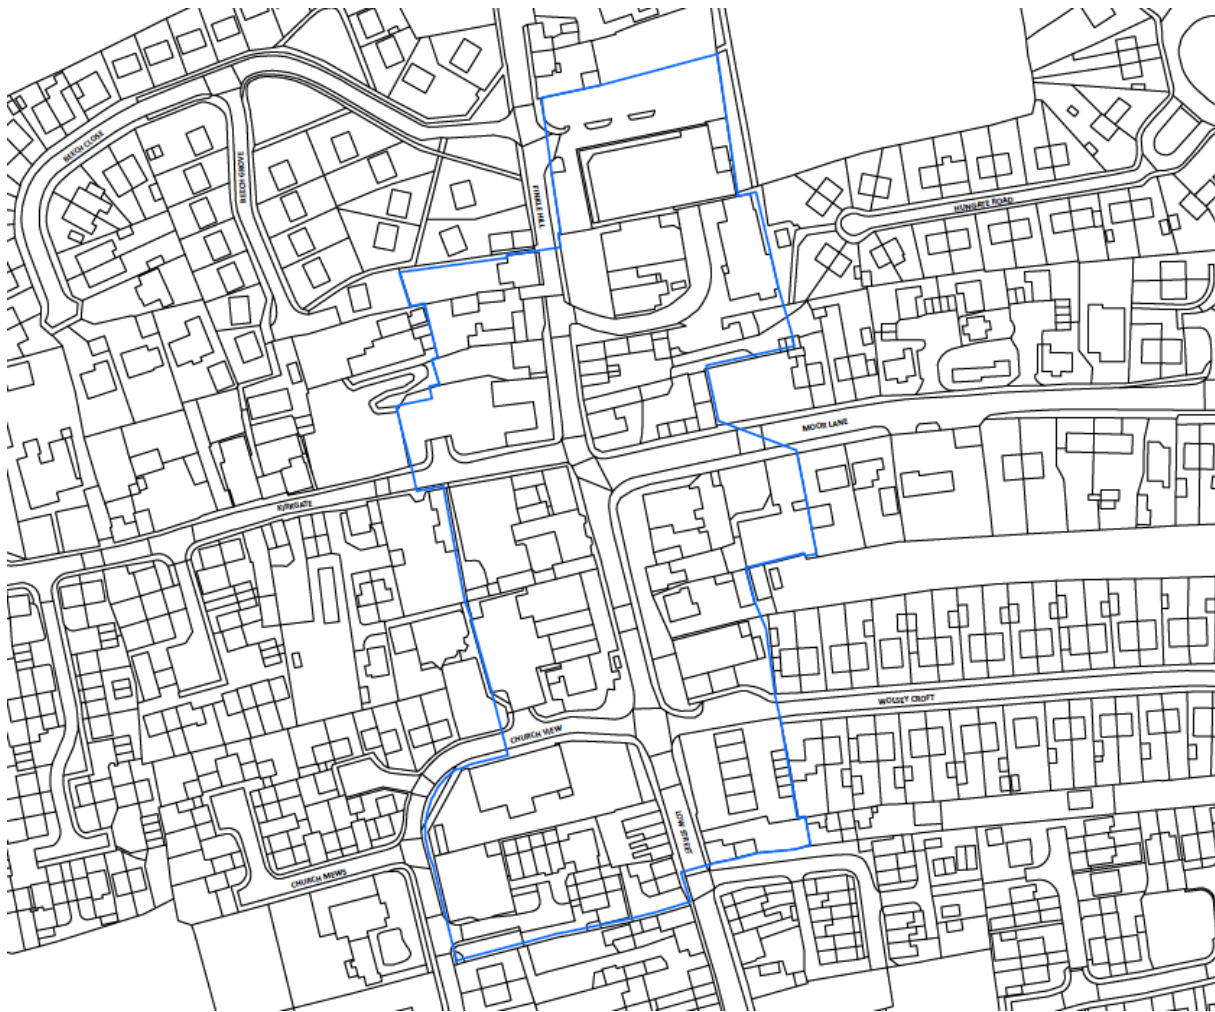 BEECH CLOSE
BEECH GROVE
FINKLE HILL
HUNGATE ROAD
MOOR LANE
KIRKGATE
WOLSEY CROFT
CHURCH VIEW
LOW STREET
CHURCH MEWS